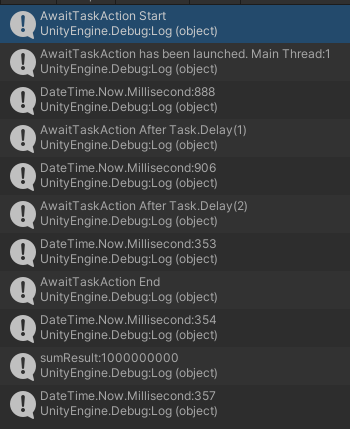 AwaitTaskAction Start
UnityEngine.Debug:Log (object)
AwaitTaskAction has been launched. Main Thread:1
UnityEngine.Debug:Log (object)
DateTime.Now.Millisecond:888
UnityEngine.Debug:Log (object)
AwaitTaskAction After Task.Delay(1)
UnityEngine.Debug:Log (object)
DateTime.Now.Millisecond:906
UnityEngine.Debug:Log (object)
AwaitTaskAction After Task.Delay(2)
UnityEngine.Debug:Log (object)
DateTime.Now.Millisecond:353
UnityEngine.Debug:Log (object)
AwaitTaskAction End
UnityEngine.Debug:Log (object)
DateTime.Now.Millisecond:354
UnityEngine.Debug:Log (object)
sumResult:1000000000
UnityEngine.Debug:Log (object)
DateTime.Now.Millisecond:357
UnityEngine.Debug:Log (object)